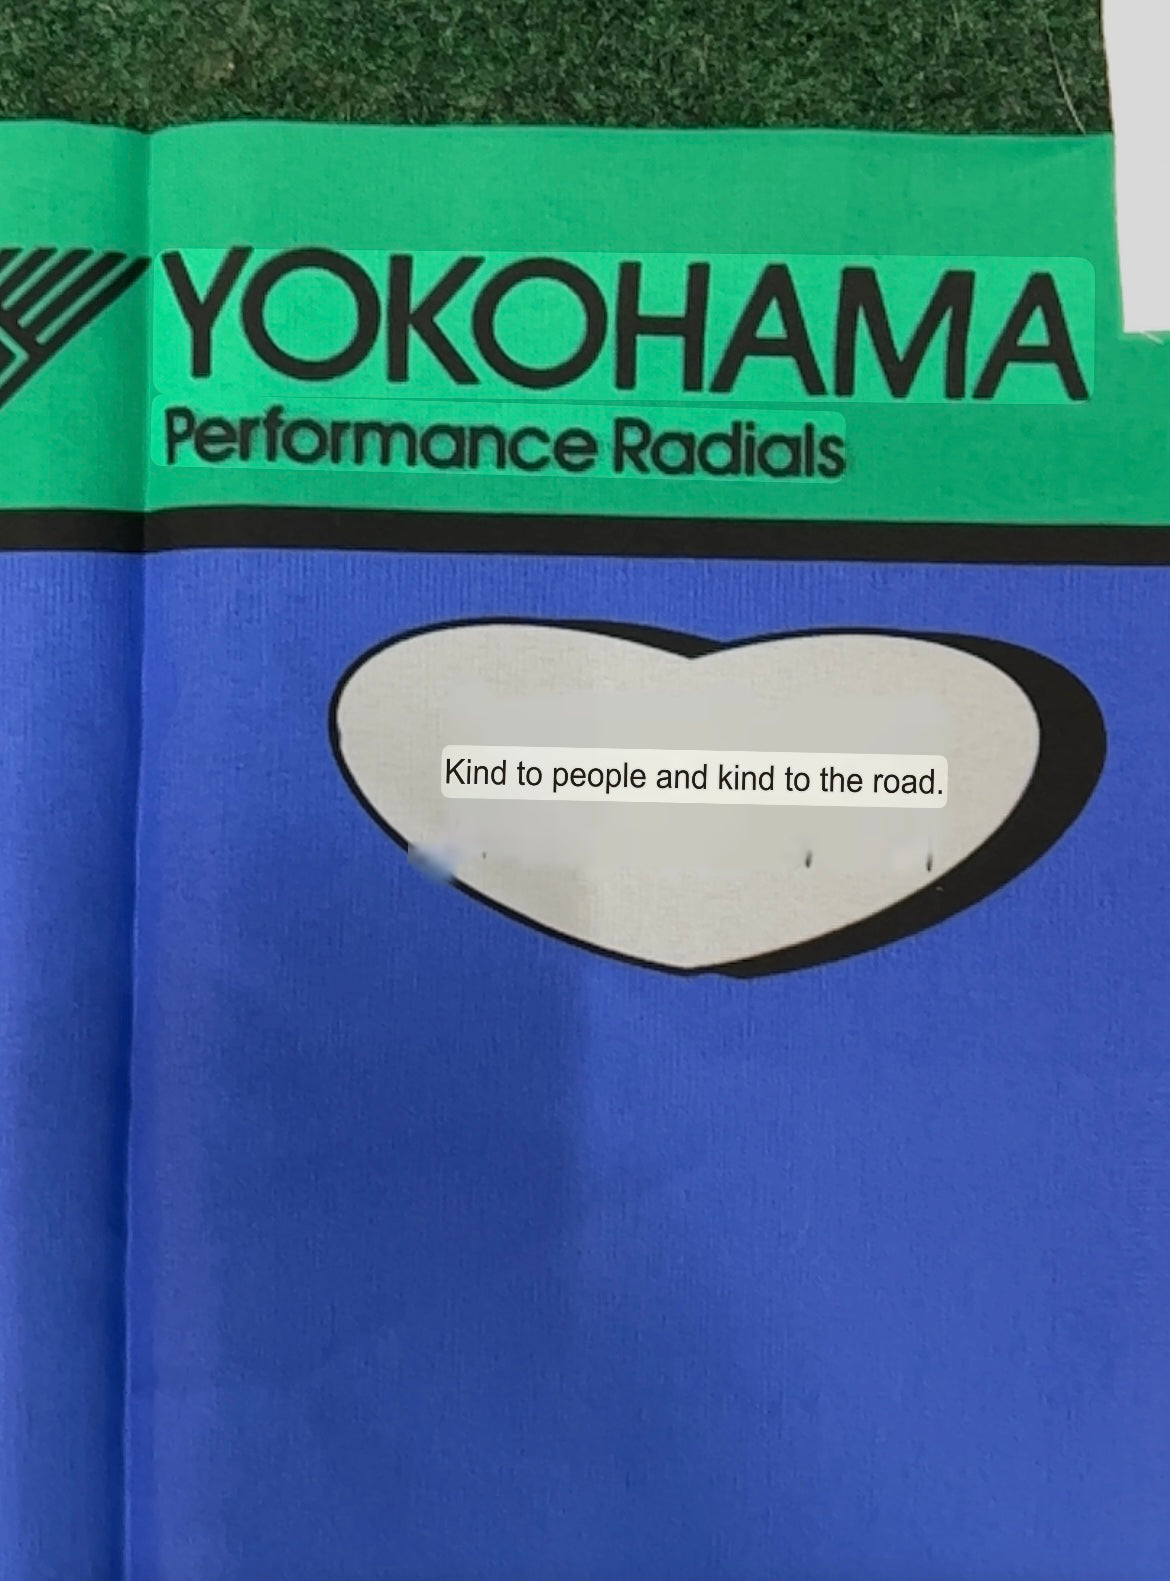 YOKOHAMA
Performance Radials
Kind to people and kind to the road.